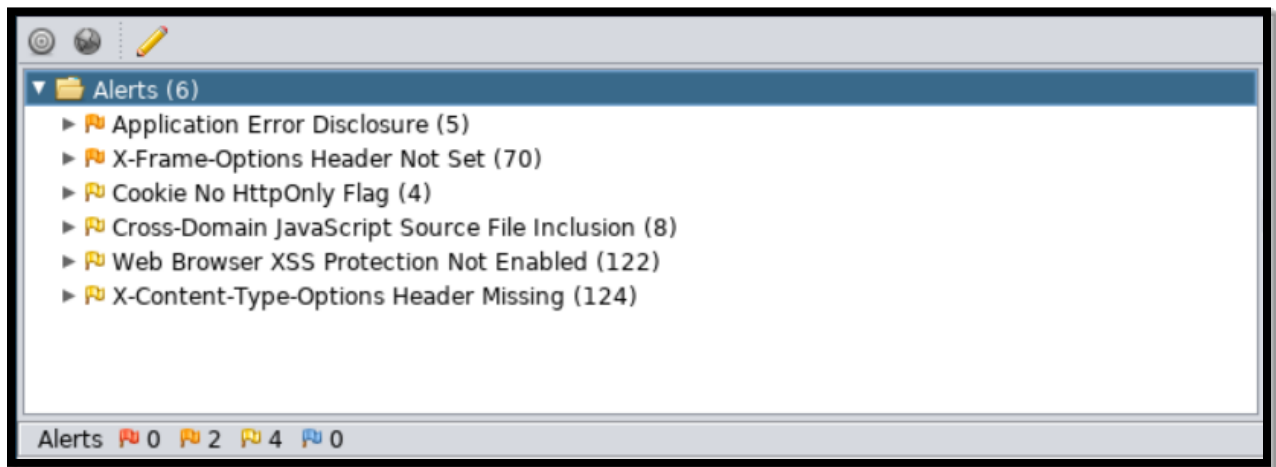 Alerts (6)
Application Error Disclosure (5)
X-Frame-Options Header Not Set (70)
Cookie No HttpOnly Flag (4)
Cross-Domain JavaScript Source File Inclusion (8)
Web Browser XSS Protection Not Enabled (122)
X-Content-Type-Options Header Missing (124)
Alerts 0 2 4 0